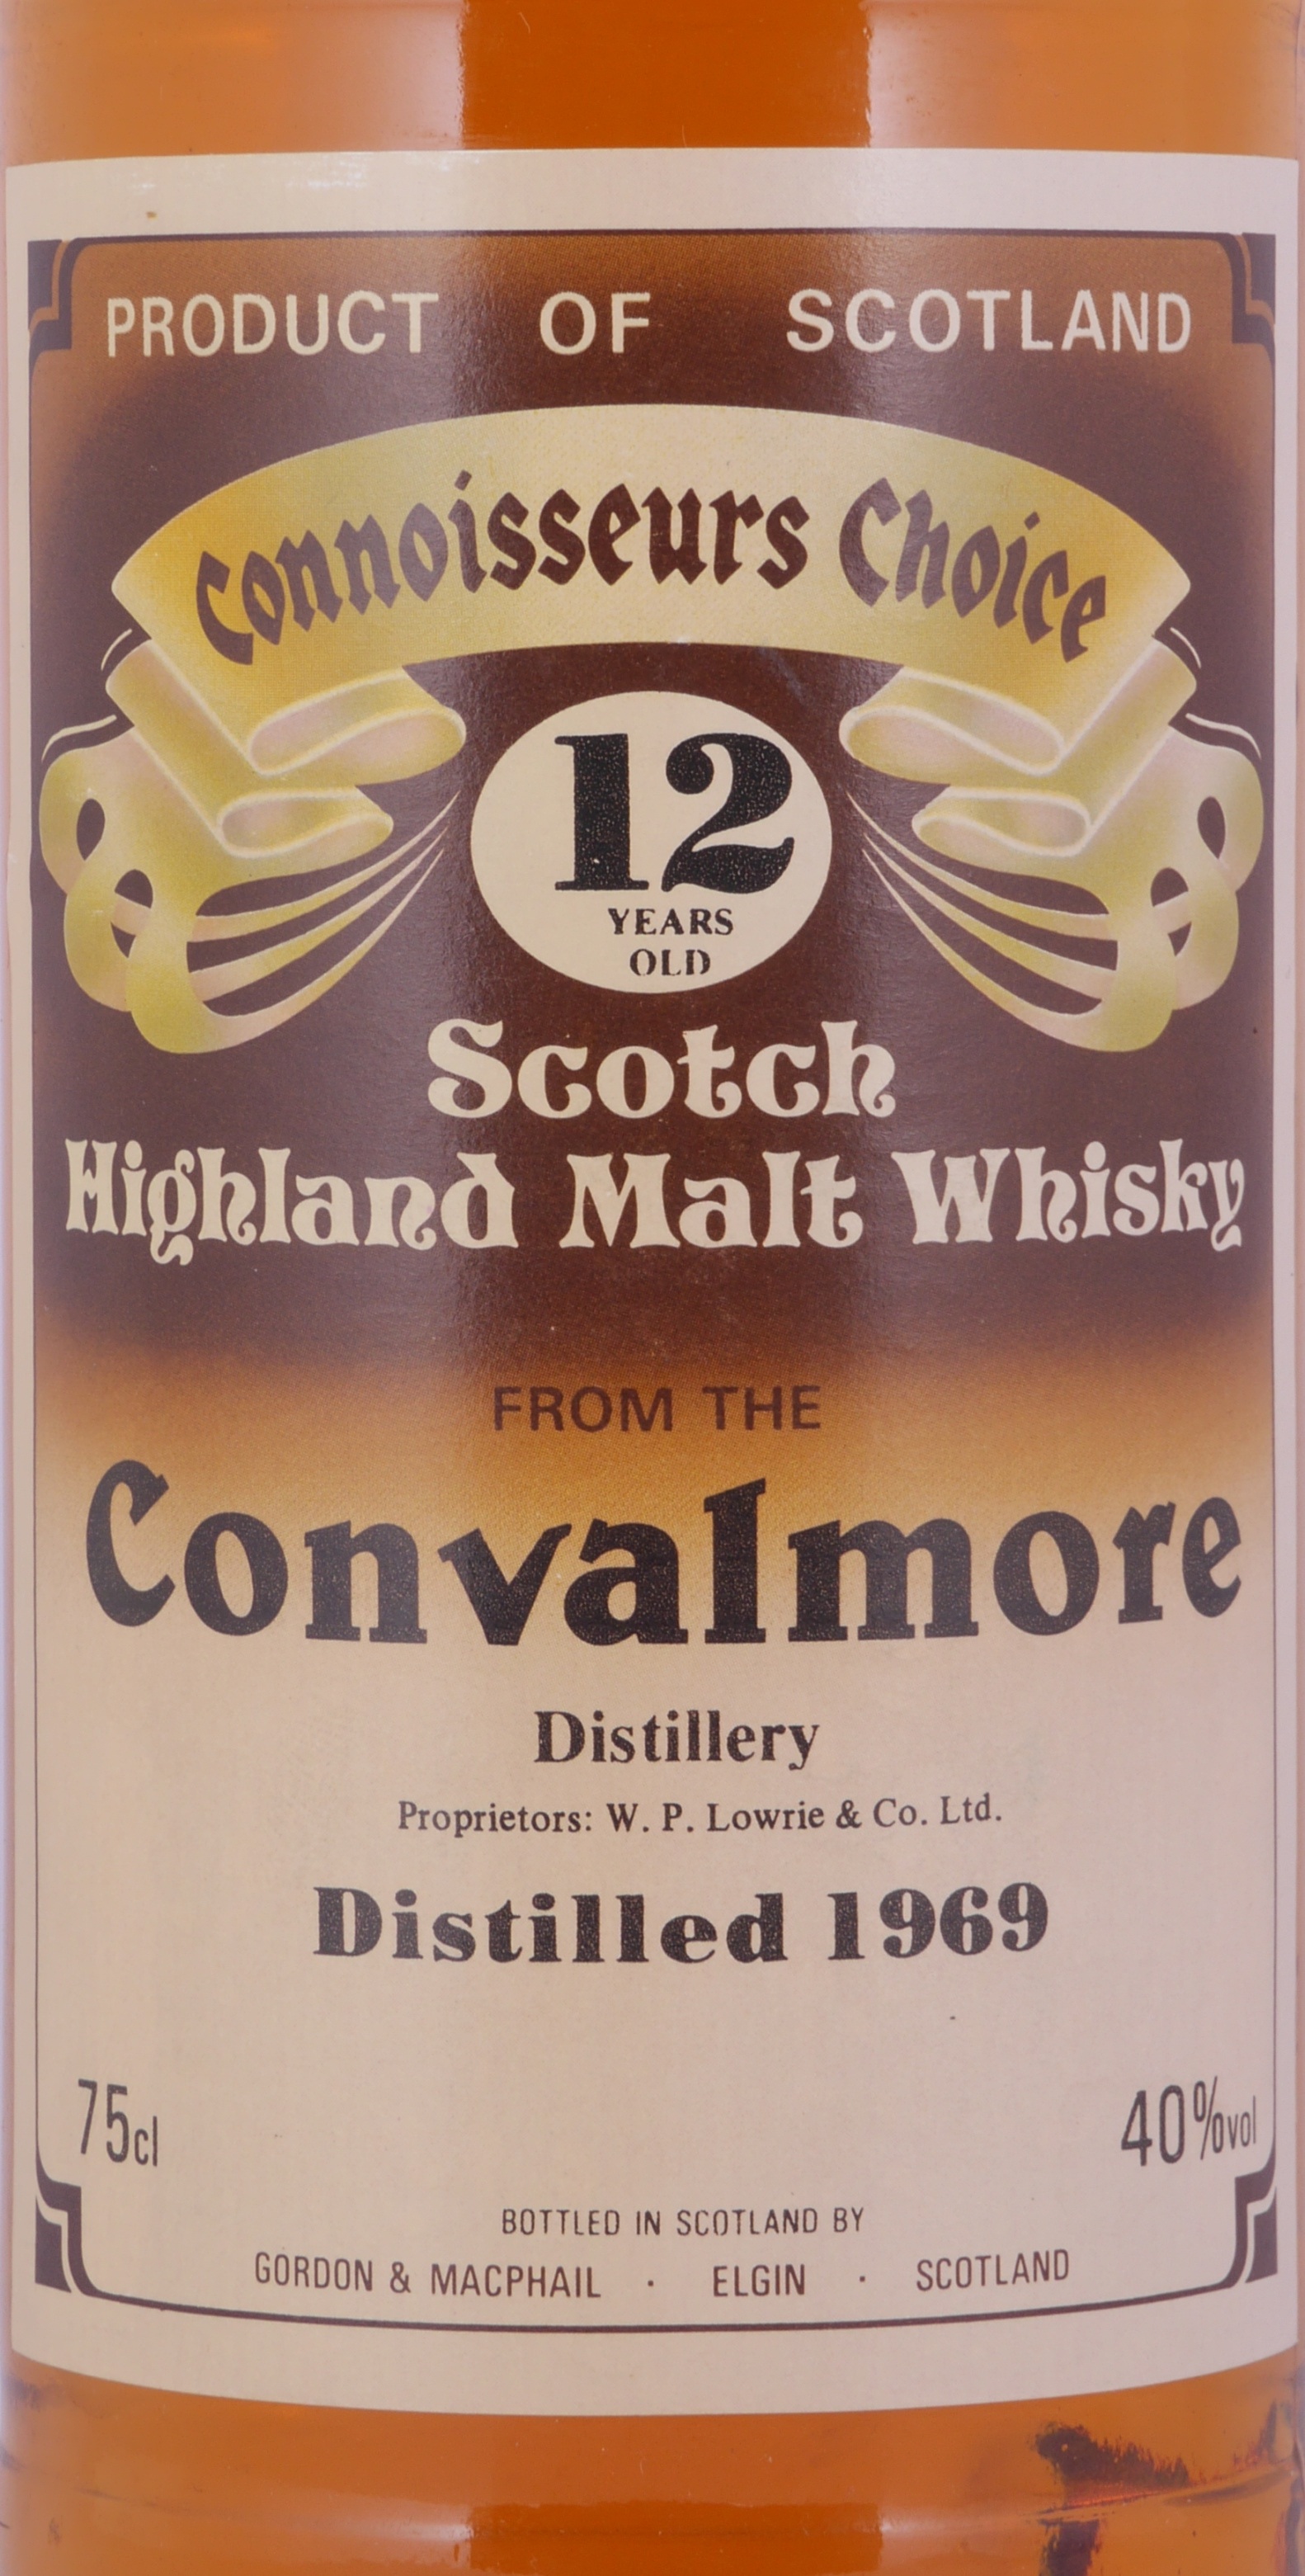 PRODUCT OF SCOTLAND
Connoisseurs Choice
12
YEARS
OLD
Scotch
Highland Malt Whisky
FROM THE
Convalmore
Distillery
Proprietors: W. P. Lowrie & Co. Ltd.
Distilled 1969
75cl 40%vol
BOTTLED IN SCOTLAND BY
GORDON & MACPHAIL · ELGIN · SCOTLAND